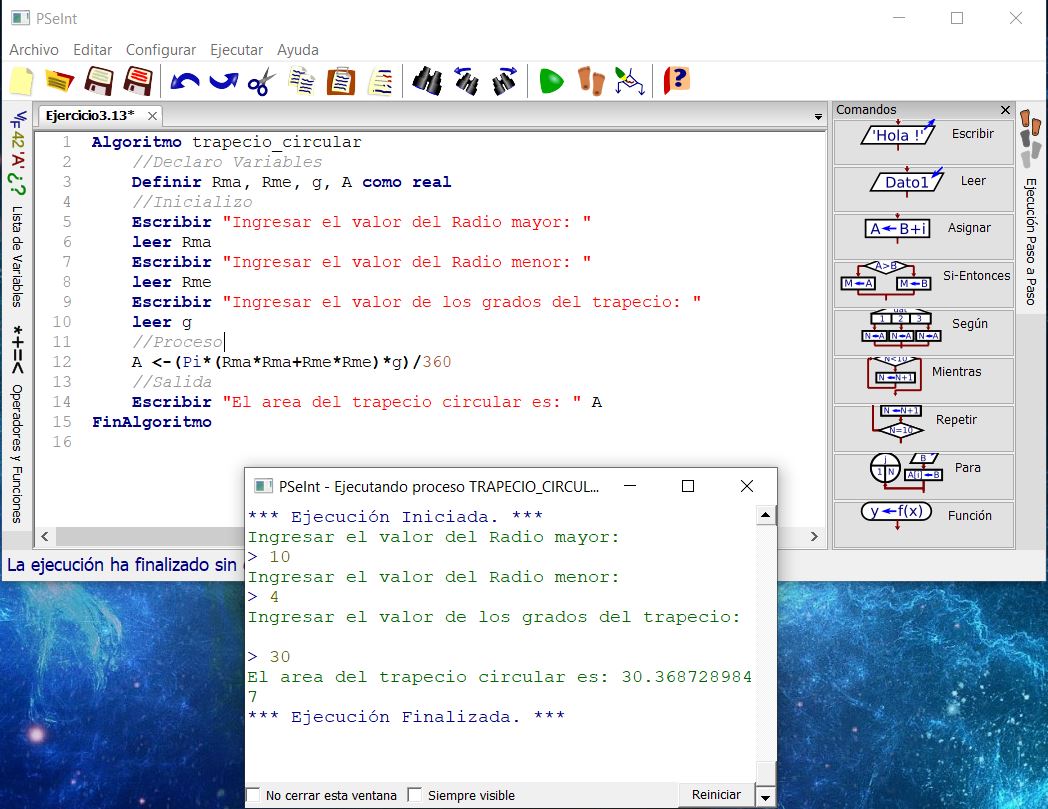 PSeInt
Archivo Editar Configurar Ejecutar Ayuda
Ejercicio3.13*
1 Algoritmo trapecio_circular
2 //Declaro Variables
3 Definir Rma, Rme, g, A como real
4 //Inicializo
5 Escribir "Ingresar el valor del Radio mayor: "
6 leer Rma
7 Escribir "Ingresar el valor del Radio menor: "
8 leer Rme
9 Escribir "Ingresar el valor de los grados del trapecio: "
10 leer g
11 //Proceso
12 A <-(Pi*(Rma*Rma+Rme*Rme)*g)/360
13 //Salida
14 Escribir "El area del trapecio circular es: " A
15 FinAlgoritmo
16
Lista de Variables
*+=<
Operadores y Funciones
Comandos
'Hola !' Escribir
Dato1 Leer
A←B+i Asignar
A>B
M←A M←B
Si-Entonces
1 2 3
N←A N←A N←A
Según
N<10
N←N+1
Mientras
N←N+1
N=10
Repetir
j B
1 N A[i]←B
Para
y←f(x) Función
Ejecución Paso a Paso
La ejecución ha finalizado sin
PSeInt - Ejecutando proceso TRAPECIO_CIRCUL...
*** Ejecución Iniciada. ***
Ingresar el valor del Radio mayor:
> 10
Ingresar el valor del Radio menor:
> 4
Ingresar el valor de los grados del trapecio:
> 30
El area del trapecio circular es: 30.368728984
7
*** Ejecución Finalizada. ***
No cerrar esta ventana Siempre visible Reiniciar